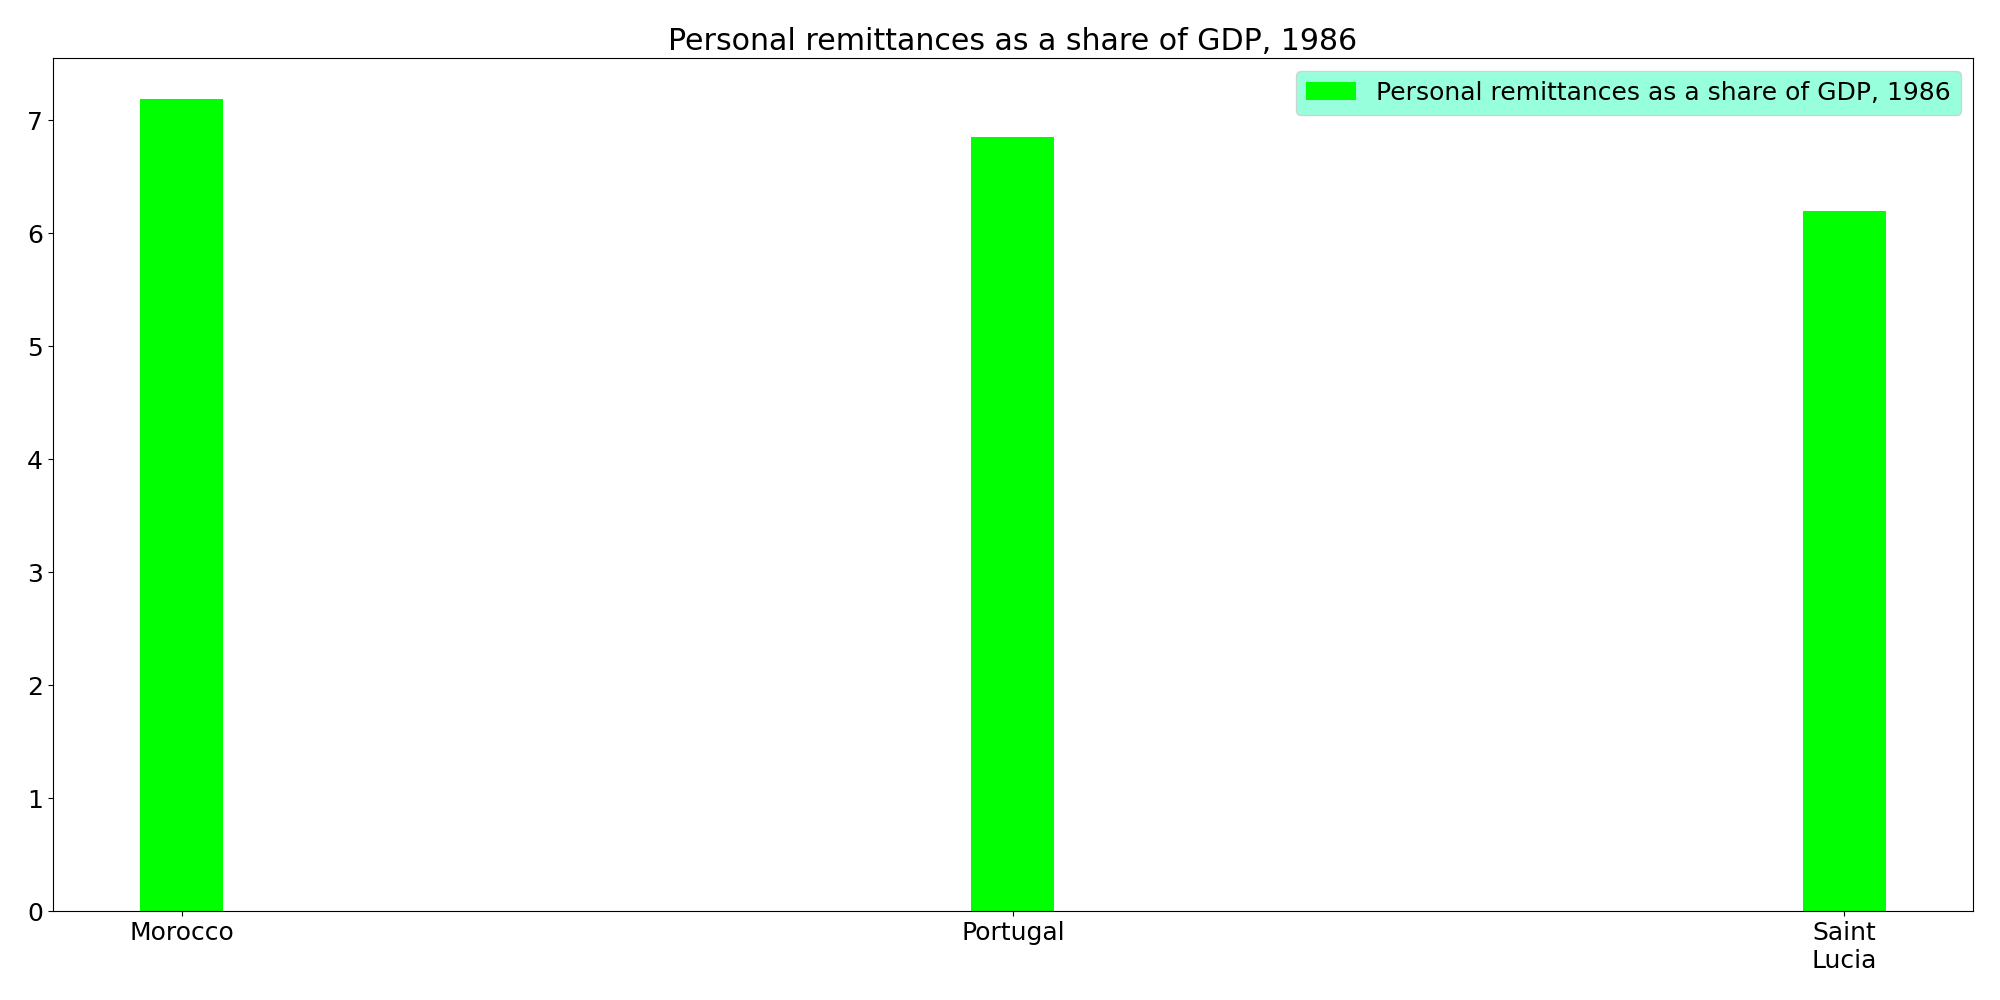 Personal remittances as a share of GDP, 1986
Personal remittances as a share of GDP, 1986
7
6
5
4
3
2
1
0
Morocco
Portugal
Saint
Lucia